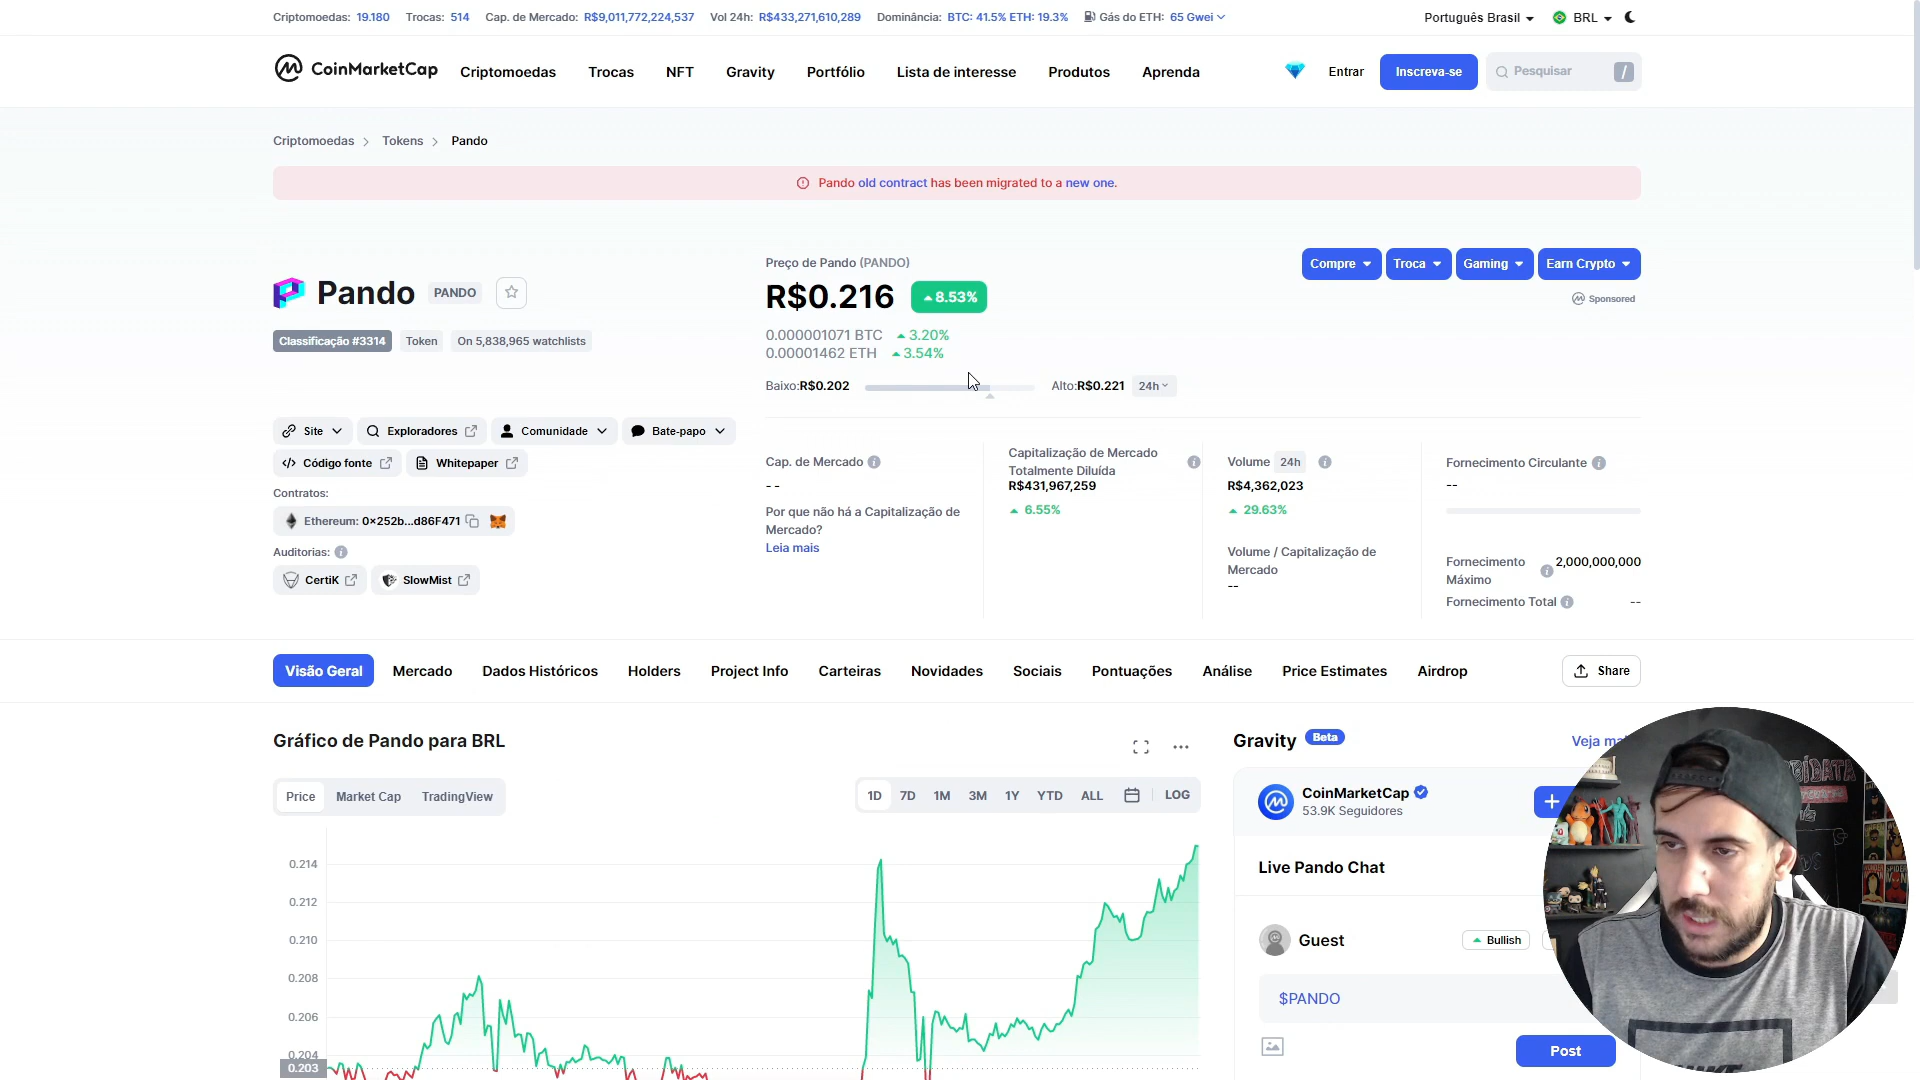 Criptomoedas: 19.180 Trocas: 514 Cap. de Mercado: R$9,011,772,224,537 Vol 24h: R$433,271,610,289 Dominância: BTC: 41.5% ETH: 19.3% Gás do ETH: 65 Gwei Português Brasil BRL
CoinMarketCap Criptomoedas Trocas NFT Gravity Portfólio Lista de interesse Produtos Aprenda Entrar Inscreva-se Pesquisar /
Criptomoedas > Tokens > Pando
Pando old contract has been migrated to a new one.
Preço de Pando (PANDO)
Compre Troca Gaming Earn Crypto
Pando PANDO
R$0.216 8.53%
Sponsored
0.000001071 BTC 3.20%
Classificação #3314 Token On 5,838,965 watchlists
0.00001462 ETH 3.54%
Baixo:R$0.202 Alto:R$0.221 24h
Site Exploradores Comunidade Bate-papo
Código fonte Whitepaper
Contratos:
Ethereum: 0x252b...d86F471
Auditorias:
CertiK SlowMist
Cap. de Mercado
- -
Por que não há a Capitalização de
Mercado?
Leia mais
Capitalização de Mercado
Totalmente Diluída
R$431,967,259
6.55%
Volume 24h
R$4,362,023
29.63%
Volume / Capitalização de
Mercado
--
Fornecimento Circulante
--
Fornecimento
Máximo
2,000,000,000
Fornecimento Total --
Visão Geral Mercado Dados Históricos Holders Project Info Carteiras Novidades Sociais Pontuações Análise Price Estimates Airdrop Share
Gráfico de Pando para BRL
Price Market Cap TradingView
1D 7D 1M 3M 1Y YTD ALL LOG
0.214
0.212
0.210
0.208
0.206
0.204
0.203
Gravity Beta
Veja
CoinMarketCap
53.9K Seguidores
+
Live Pando Chat
Guest Bullish
$PANDO
Post